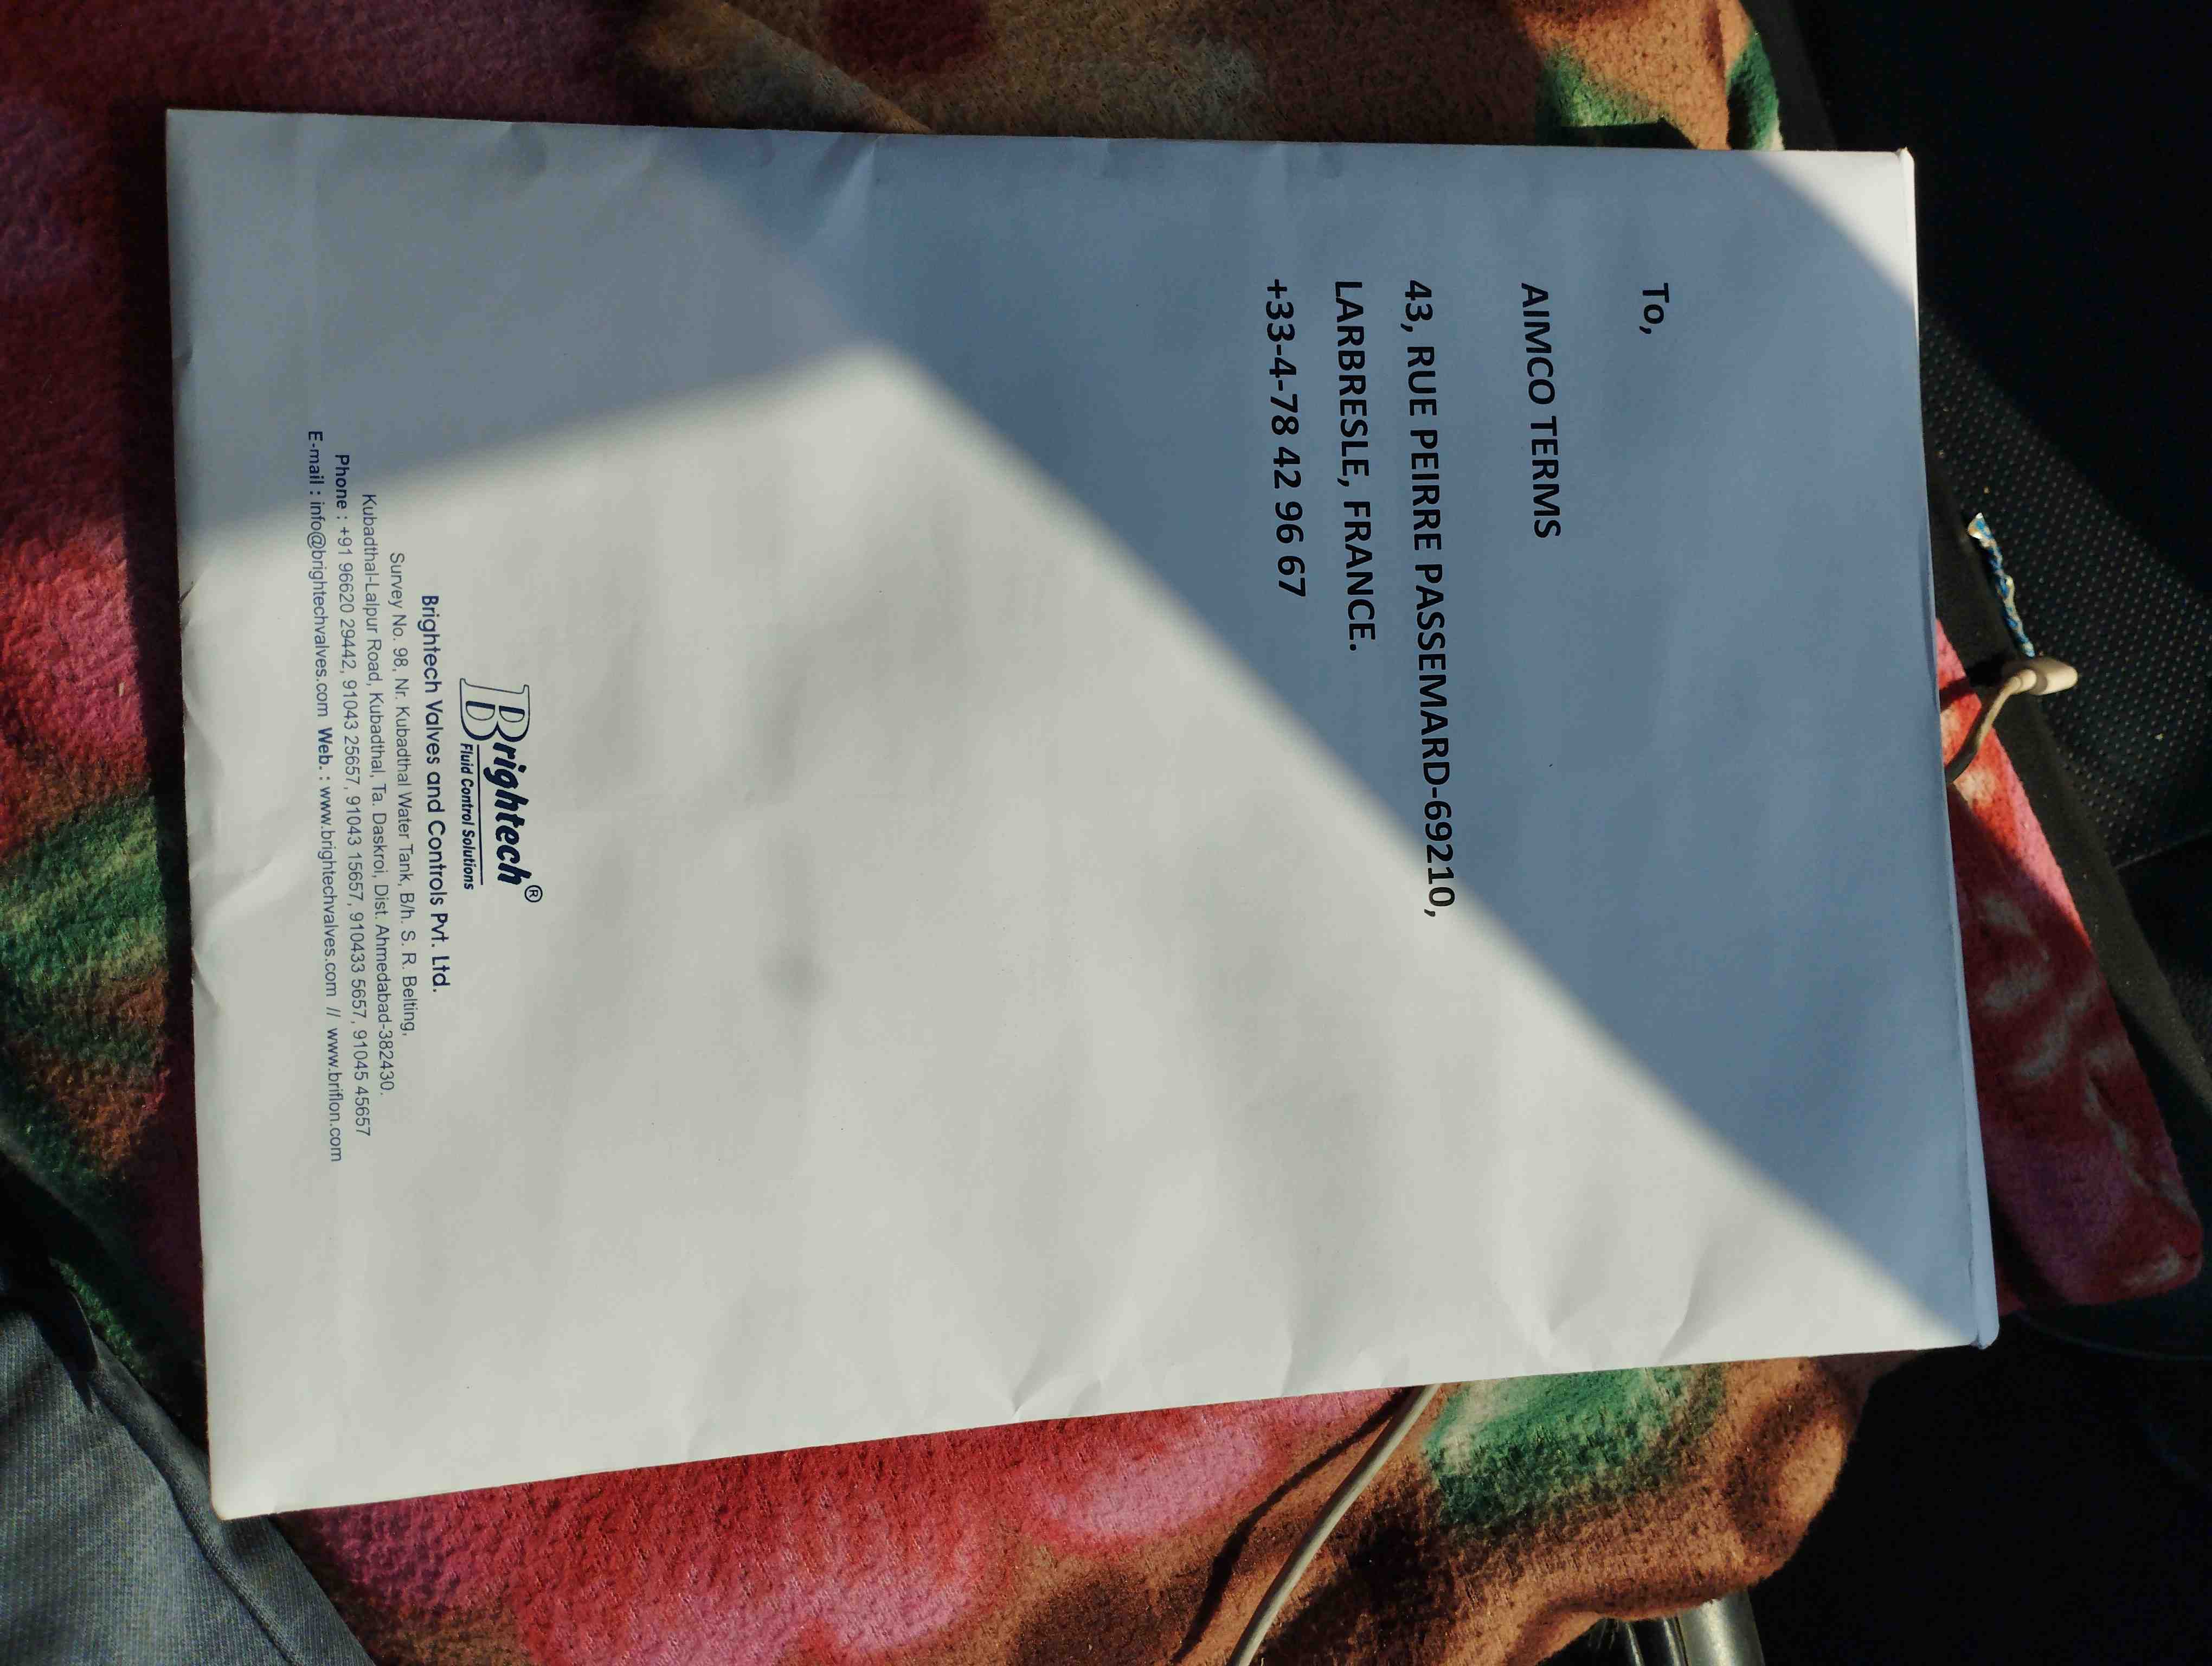 To,
AIMCO TERMS
43, RUE PEIRRE PASSEMARD-69210,
LARBRESLE, FRANCE.
+33-4-78 42 96 67
Brightech®
Fluid Control Solutions
Brightech Valves and Controls Pvt. Ltd.
Survey No. 98, Nr. Kubadthal Water Tank, B/h. S. R. Belting,
Kubadthal-Lalpur Road, Kubadthal, Ta. Daskroi, Dist. Ahmedabad-382430.
Phone : +91 96620 29442, 91043 25657, 91043 15657, 910433 5657, 91045 45657
E-mail : info@brightechvalves.com Web. : www.brightechvalves.com // www.briflon.com